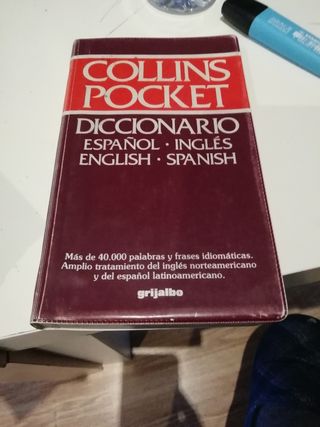 COLLINS
POCKET
DICCIONARIO
ESPAÑOL · INGLÉS
ENGLISH · SPANISH
Más de 40.000 palabras y frases idiomáticas.
Amplio tratamiento del inglés norteamericano
y del español latinoamericano.
grijalbo